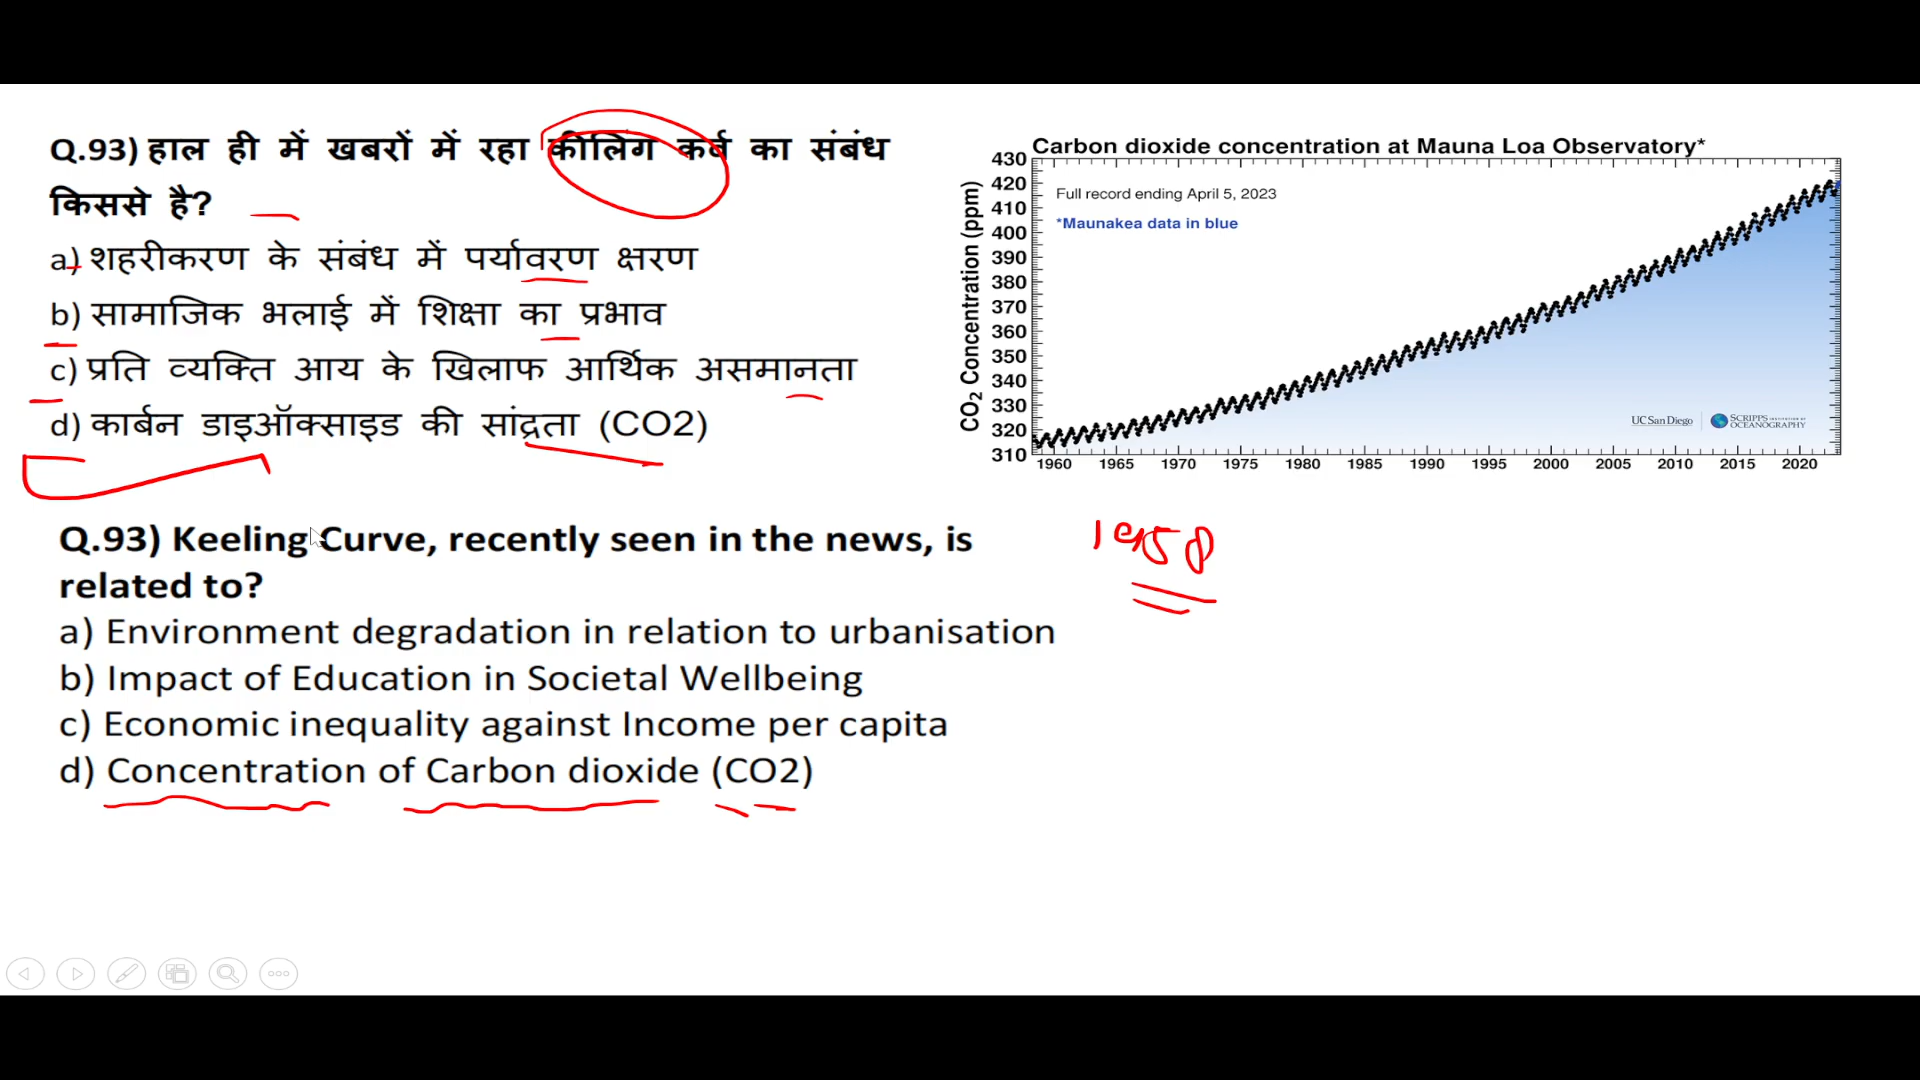 Q.93) हाल ही में खबरों में रहा कीलिंग कर्व का संबंध
किससे है?
a) शहरीकरण के संबंध में पर्यावरण क्षरण
b) सामाजिक भलाई में शिक्षा का प्रभाव
c) प्रति व्यक्ति आय के खिलाफ आर्थिक असमानता
d) कार्बन डाइऑक्साइड की सांद्रता (CO2)
Q.93) Keeling Curve, recently seen in the news, is
related to?
a) Environment degradation in relation to urbanisation
b) Impact of Education in Societal Wellbeing
c) Economic inequality against Income per capita
d) Concentration of Carbon dioxide (CO2)
Carbon dioxide concentration at Mauna Loa Observatory*
Full record ending April 5, 2023
*Maunakea data in blue
CO₂ Concentration (ppm)
430
420
410
400
390
380
370
360
350
340
330
320
310
UC San Diego SCRIPPS INSTITUTION OF
OCEANOGRAPHY
1960 1965 1970 1975 1980 1985 1990 1995 2000 2005 2010 2015 2020
1958